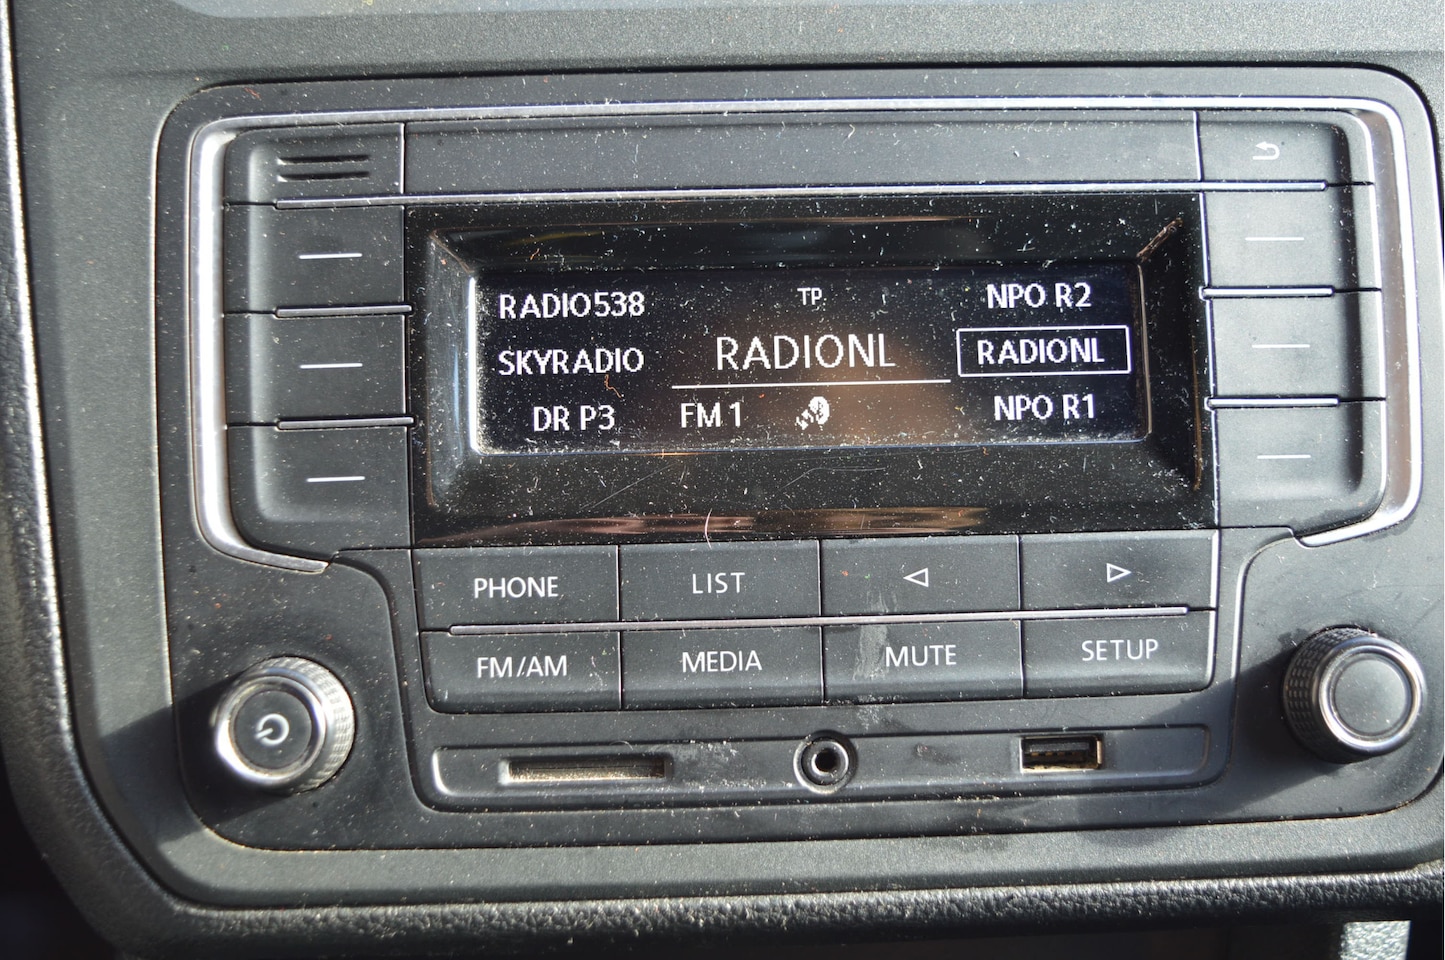 RADIO538 TP NPO R2
SKYRADIO RADIONL RADIONL
DR P3 FM 1 NPO R1
PHONE LIST
FM/AM MEDIA MUTE SETUP